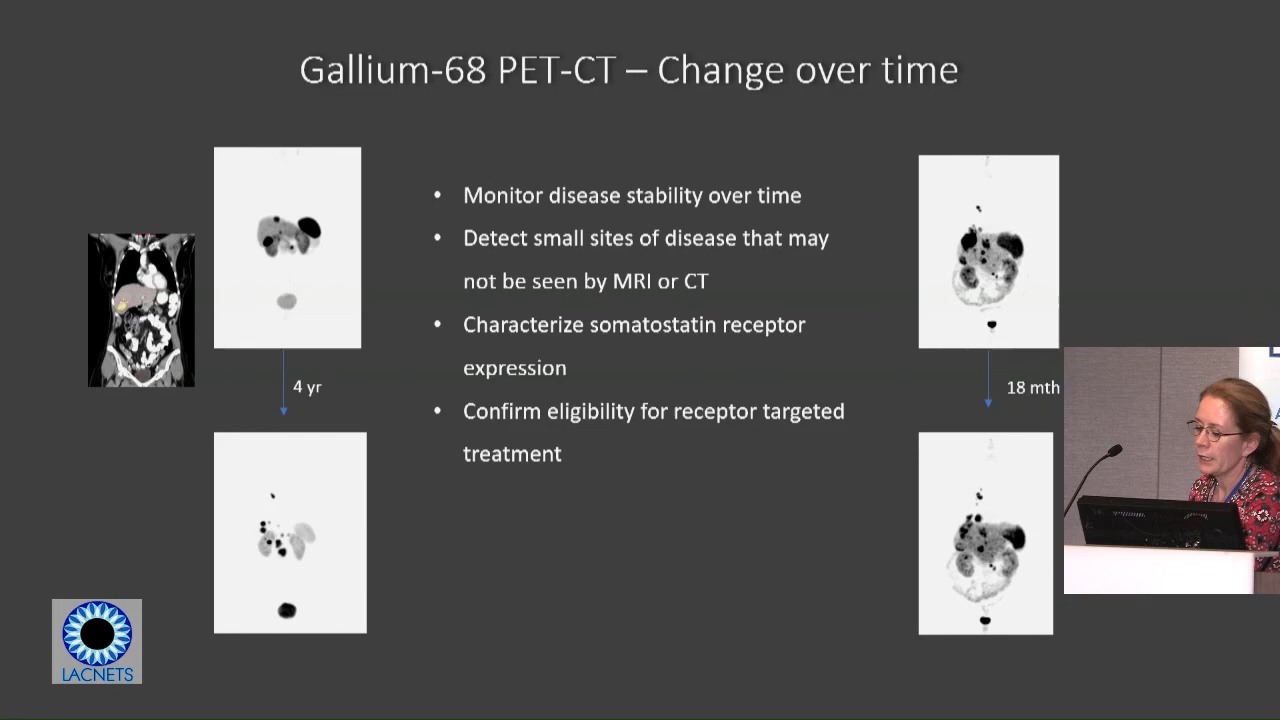 Gallium-68 PET-CT – Change over time
• Monitor disease stability over time
• Detect small sites of disease that may
not be seen by MRI or CT
• Characterize somatostatin receptor
expression
• Confirm eligibility for receptor targeted
treatment
4 yr
18 mth
LACNETS